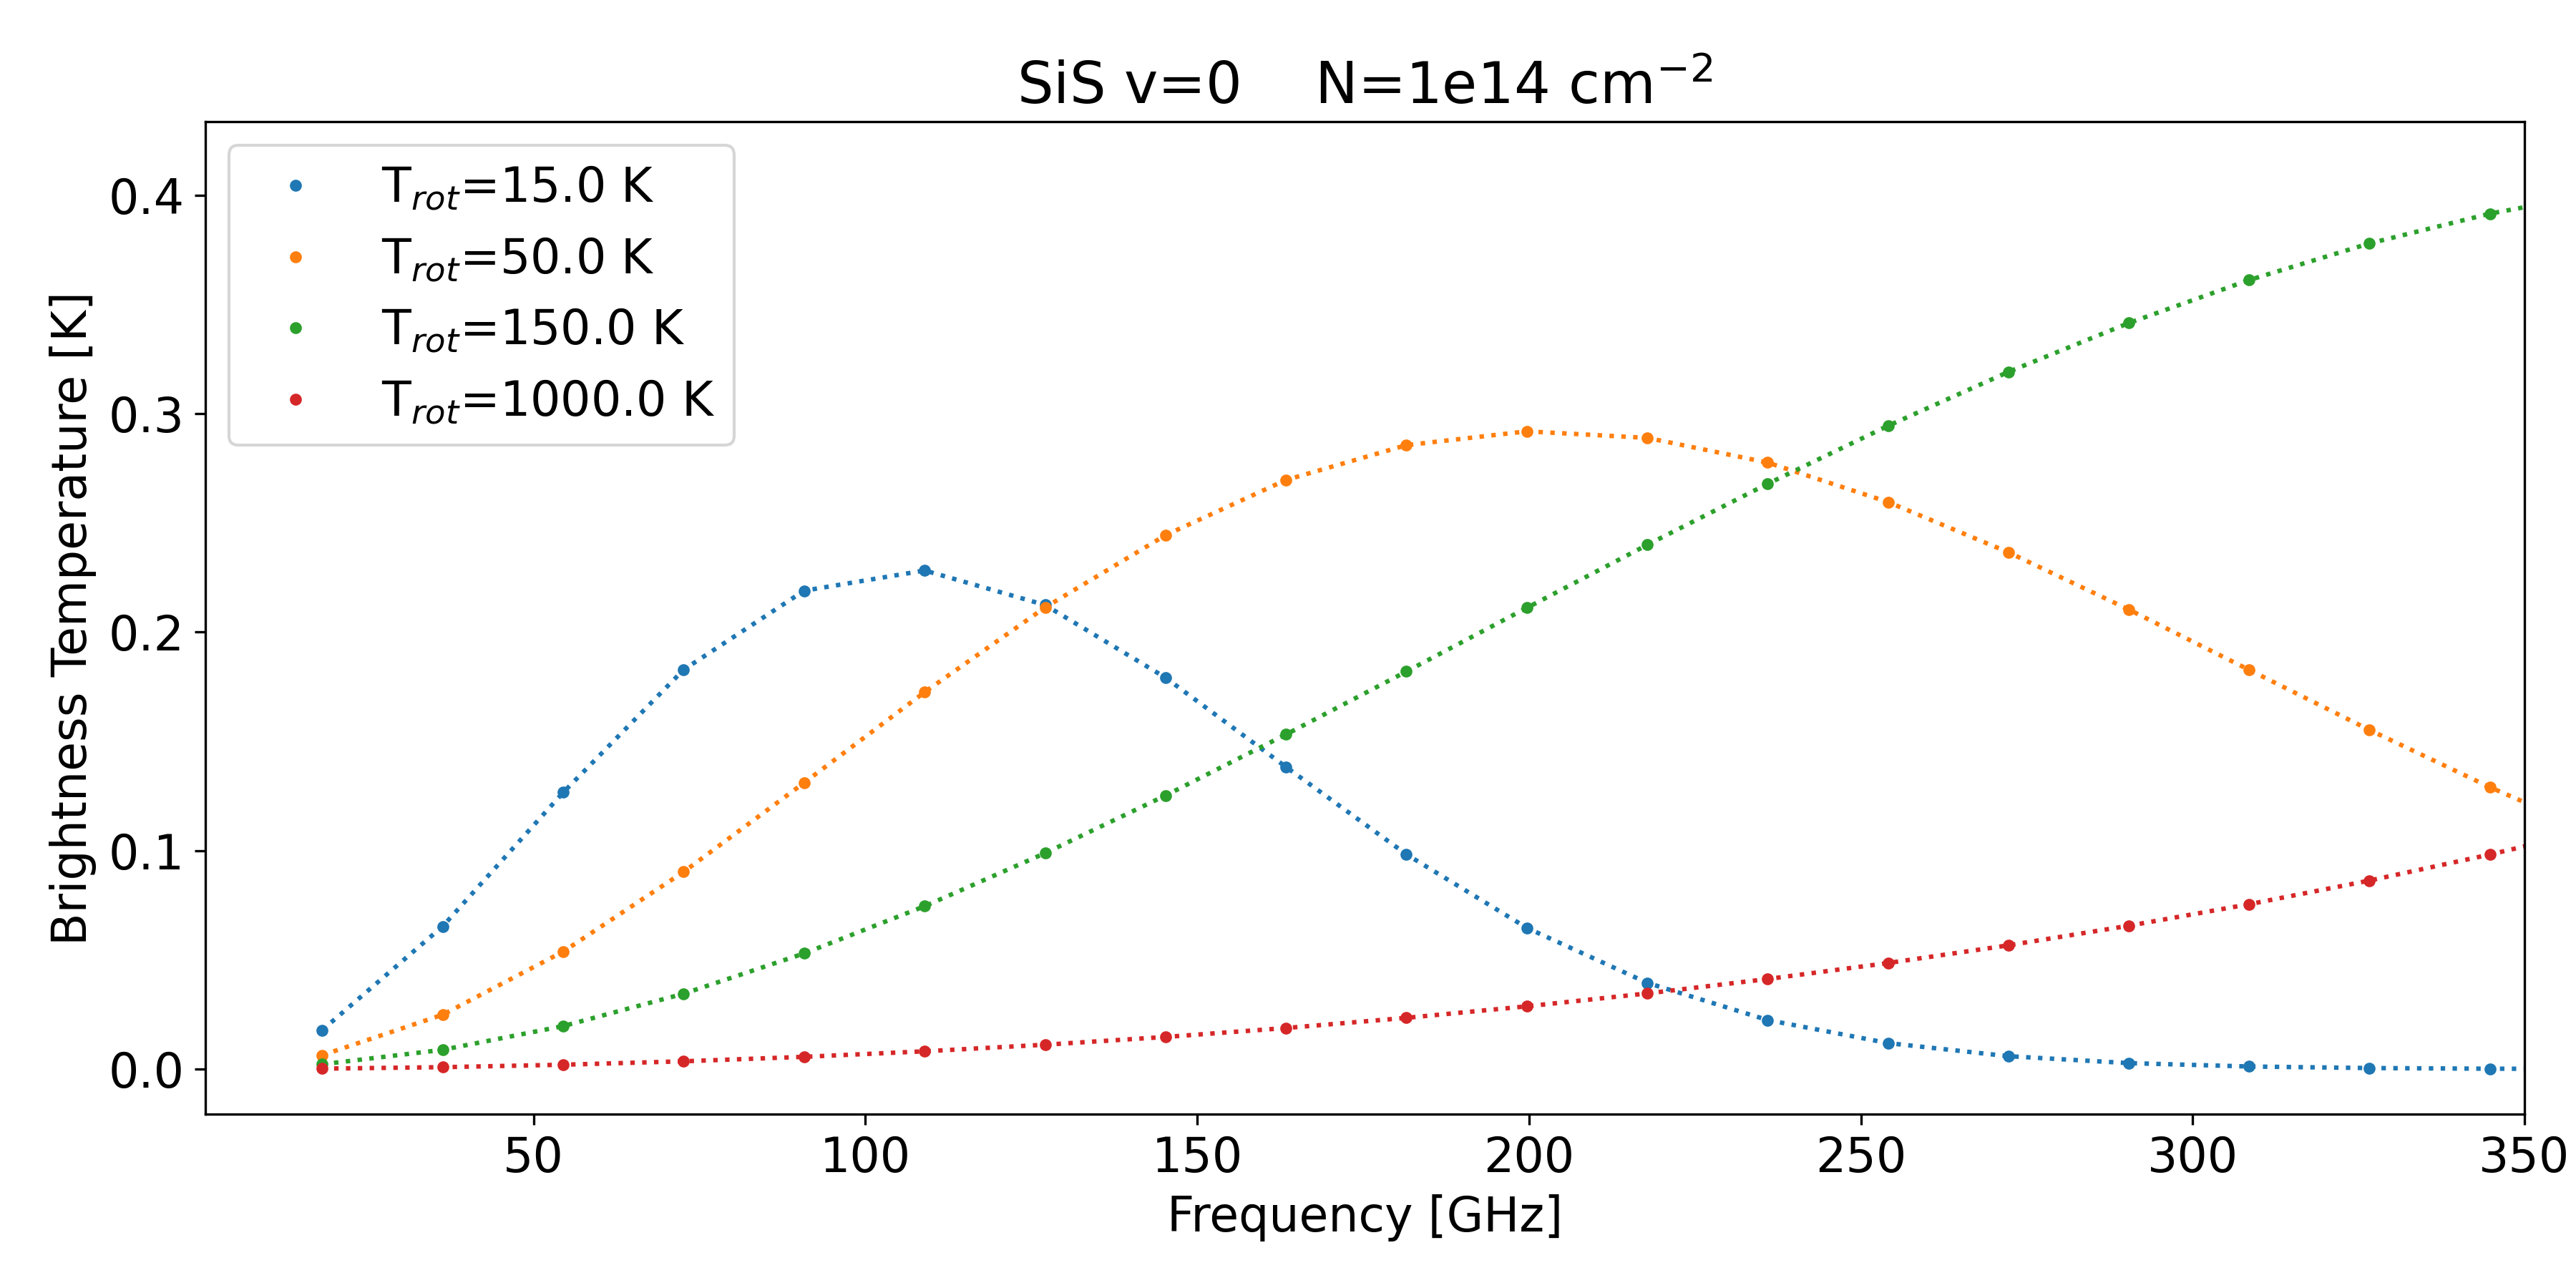 SiS v=0    N=1e14 cm⁻²
T_rot=15.0 K
T_rot=50.0 K
T_rot=150.0 K
T_rot=1000.0 K
Brightness Temperature [K]
0.4
0.3
0.2
0.1
0.0
50 100 150 200 250 300 350
Frequency [GHz]